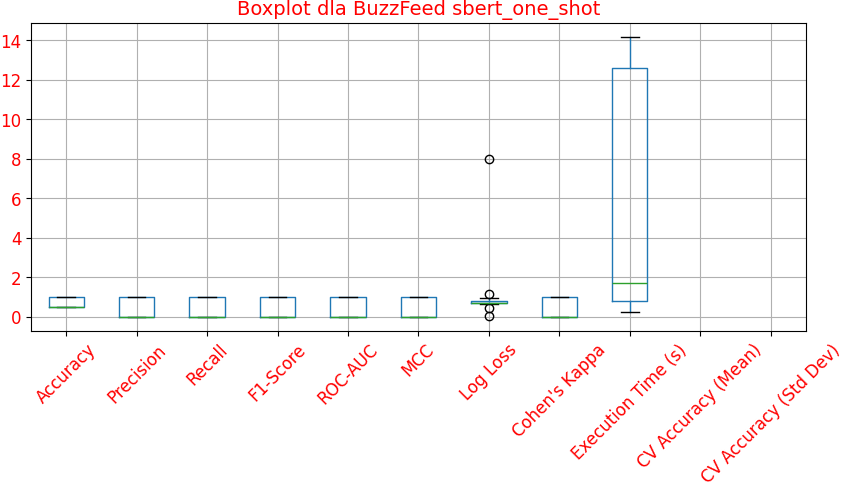 Boxplot dla BuzzFeed sbert_one_shot
14
12
10
8
6
4
2
0
Accuracy
Precision
Recall
F1-Score
ROC-AUC
MCC
Log Loss
Cohen's Kappa
Execution Time (s)
CV Accuracy (Mean)
CV Accuracy (Std Dev)